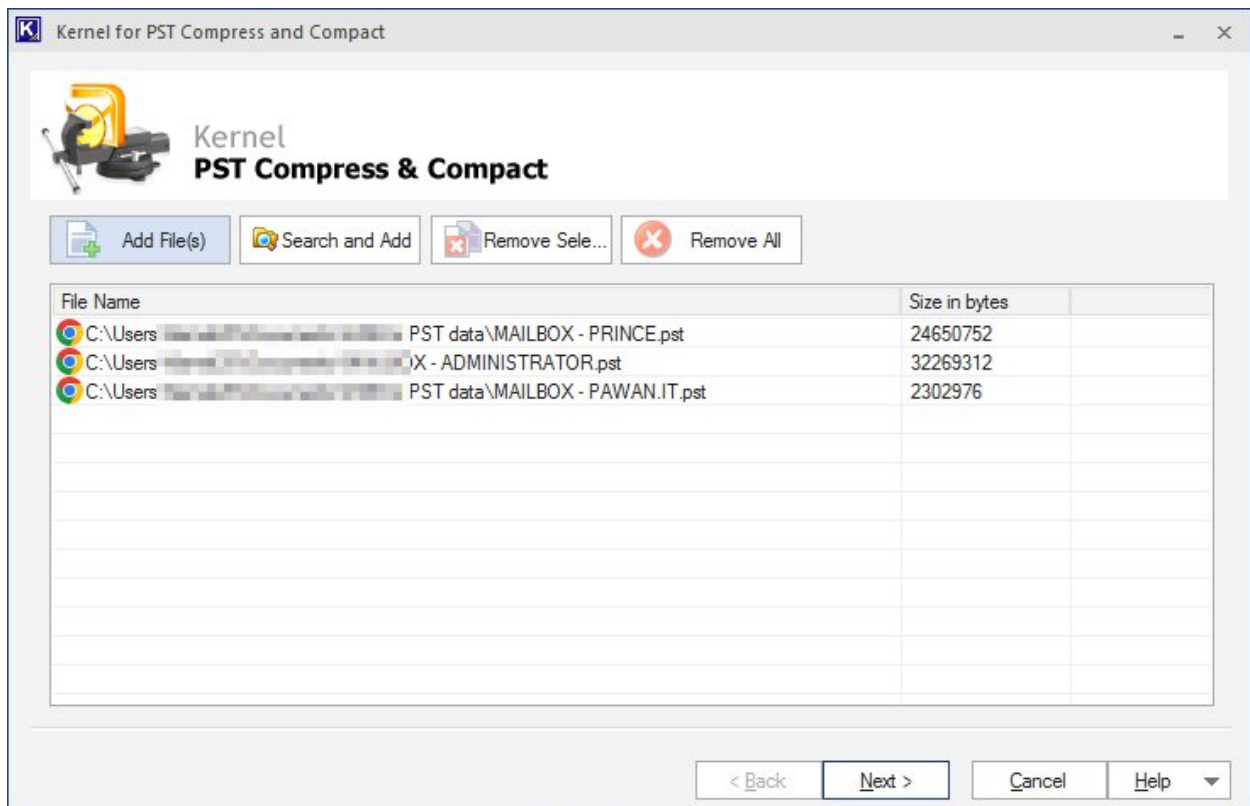 Kernel for PST Compress and Compact
Kernel
PST Compress & Compact
Add File(s) Search and Add Remove Sele... Remove All
File Name Size in bytes
C:\Users PST data\MAILBOX - PRINCE.pst 24650752
C:\Users X - ADMINISTRATOR.pst 32269312
C:\Users PST data\MAILBOX - PAWAN.IT.pst 2302976
< Back Next > Cancel Help